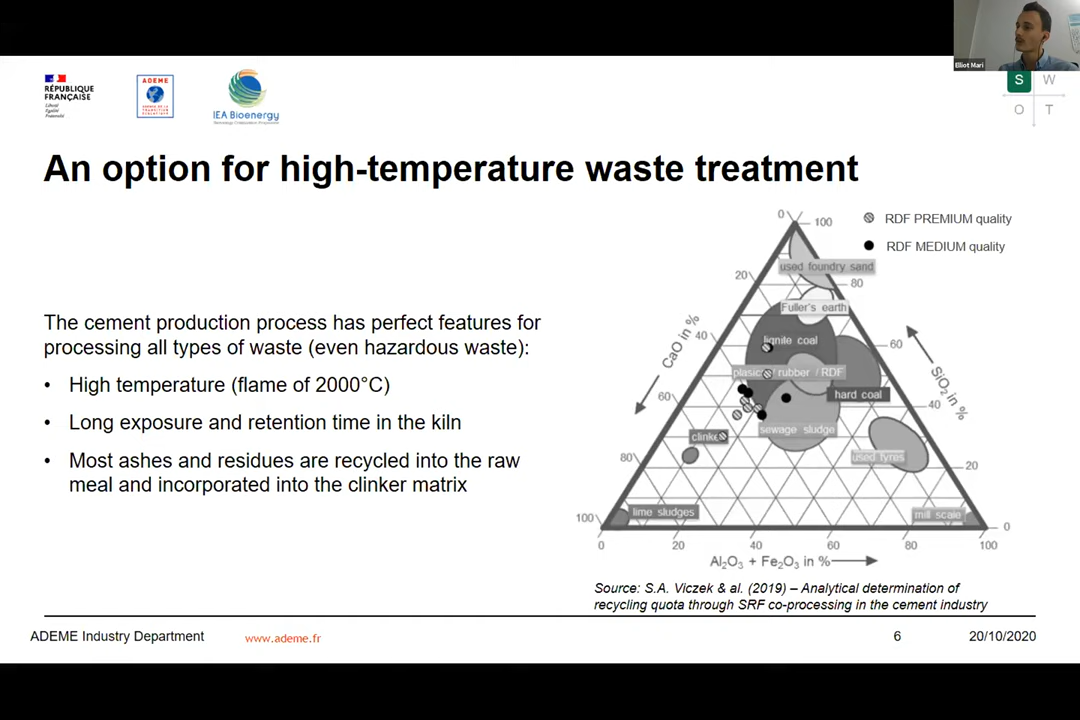 Elliot Mari
RÉPUBLIQUE
FRANÇAISE
Liberté
Égalité
Fraternité
ADEME
IEA Bioenergy
S W
O T
An option for high-temperature waste treatment
The cement production process has perfect features for
processing all types of waste (even hazardous waste):
• High temperature (flame of 2000°C)
• Long exposure and retention time in the kiln
• Most ashes and residues are recycled into the raw
meal and incorporated into the clinker matrix
RDF PREMIUM quality
RDF MEDIUM quality
0
100
used foundry sand
20
80
Fuller's earth
CaO in %
40
lignite coal
60
SiO₂ in %
plasics / rubber / RDF
60
hard coal
40
sewage sludge
clinker
80
used tyres
20
100
lime sludges
mill scale
0
0 20 40 60 80 100
Al₂O₃ + Fe₂O₃ in %
Source: S.A. Viczek & al. (2019) – Analytical determination of
recycling quota through SRF co-processing in the cement industry
ADEME Industry Department
www.ademe.fr
6
20/10/2020